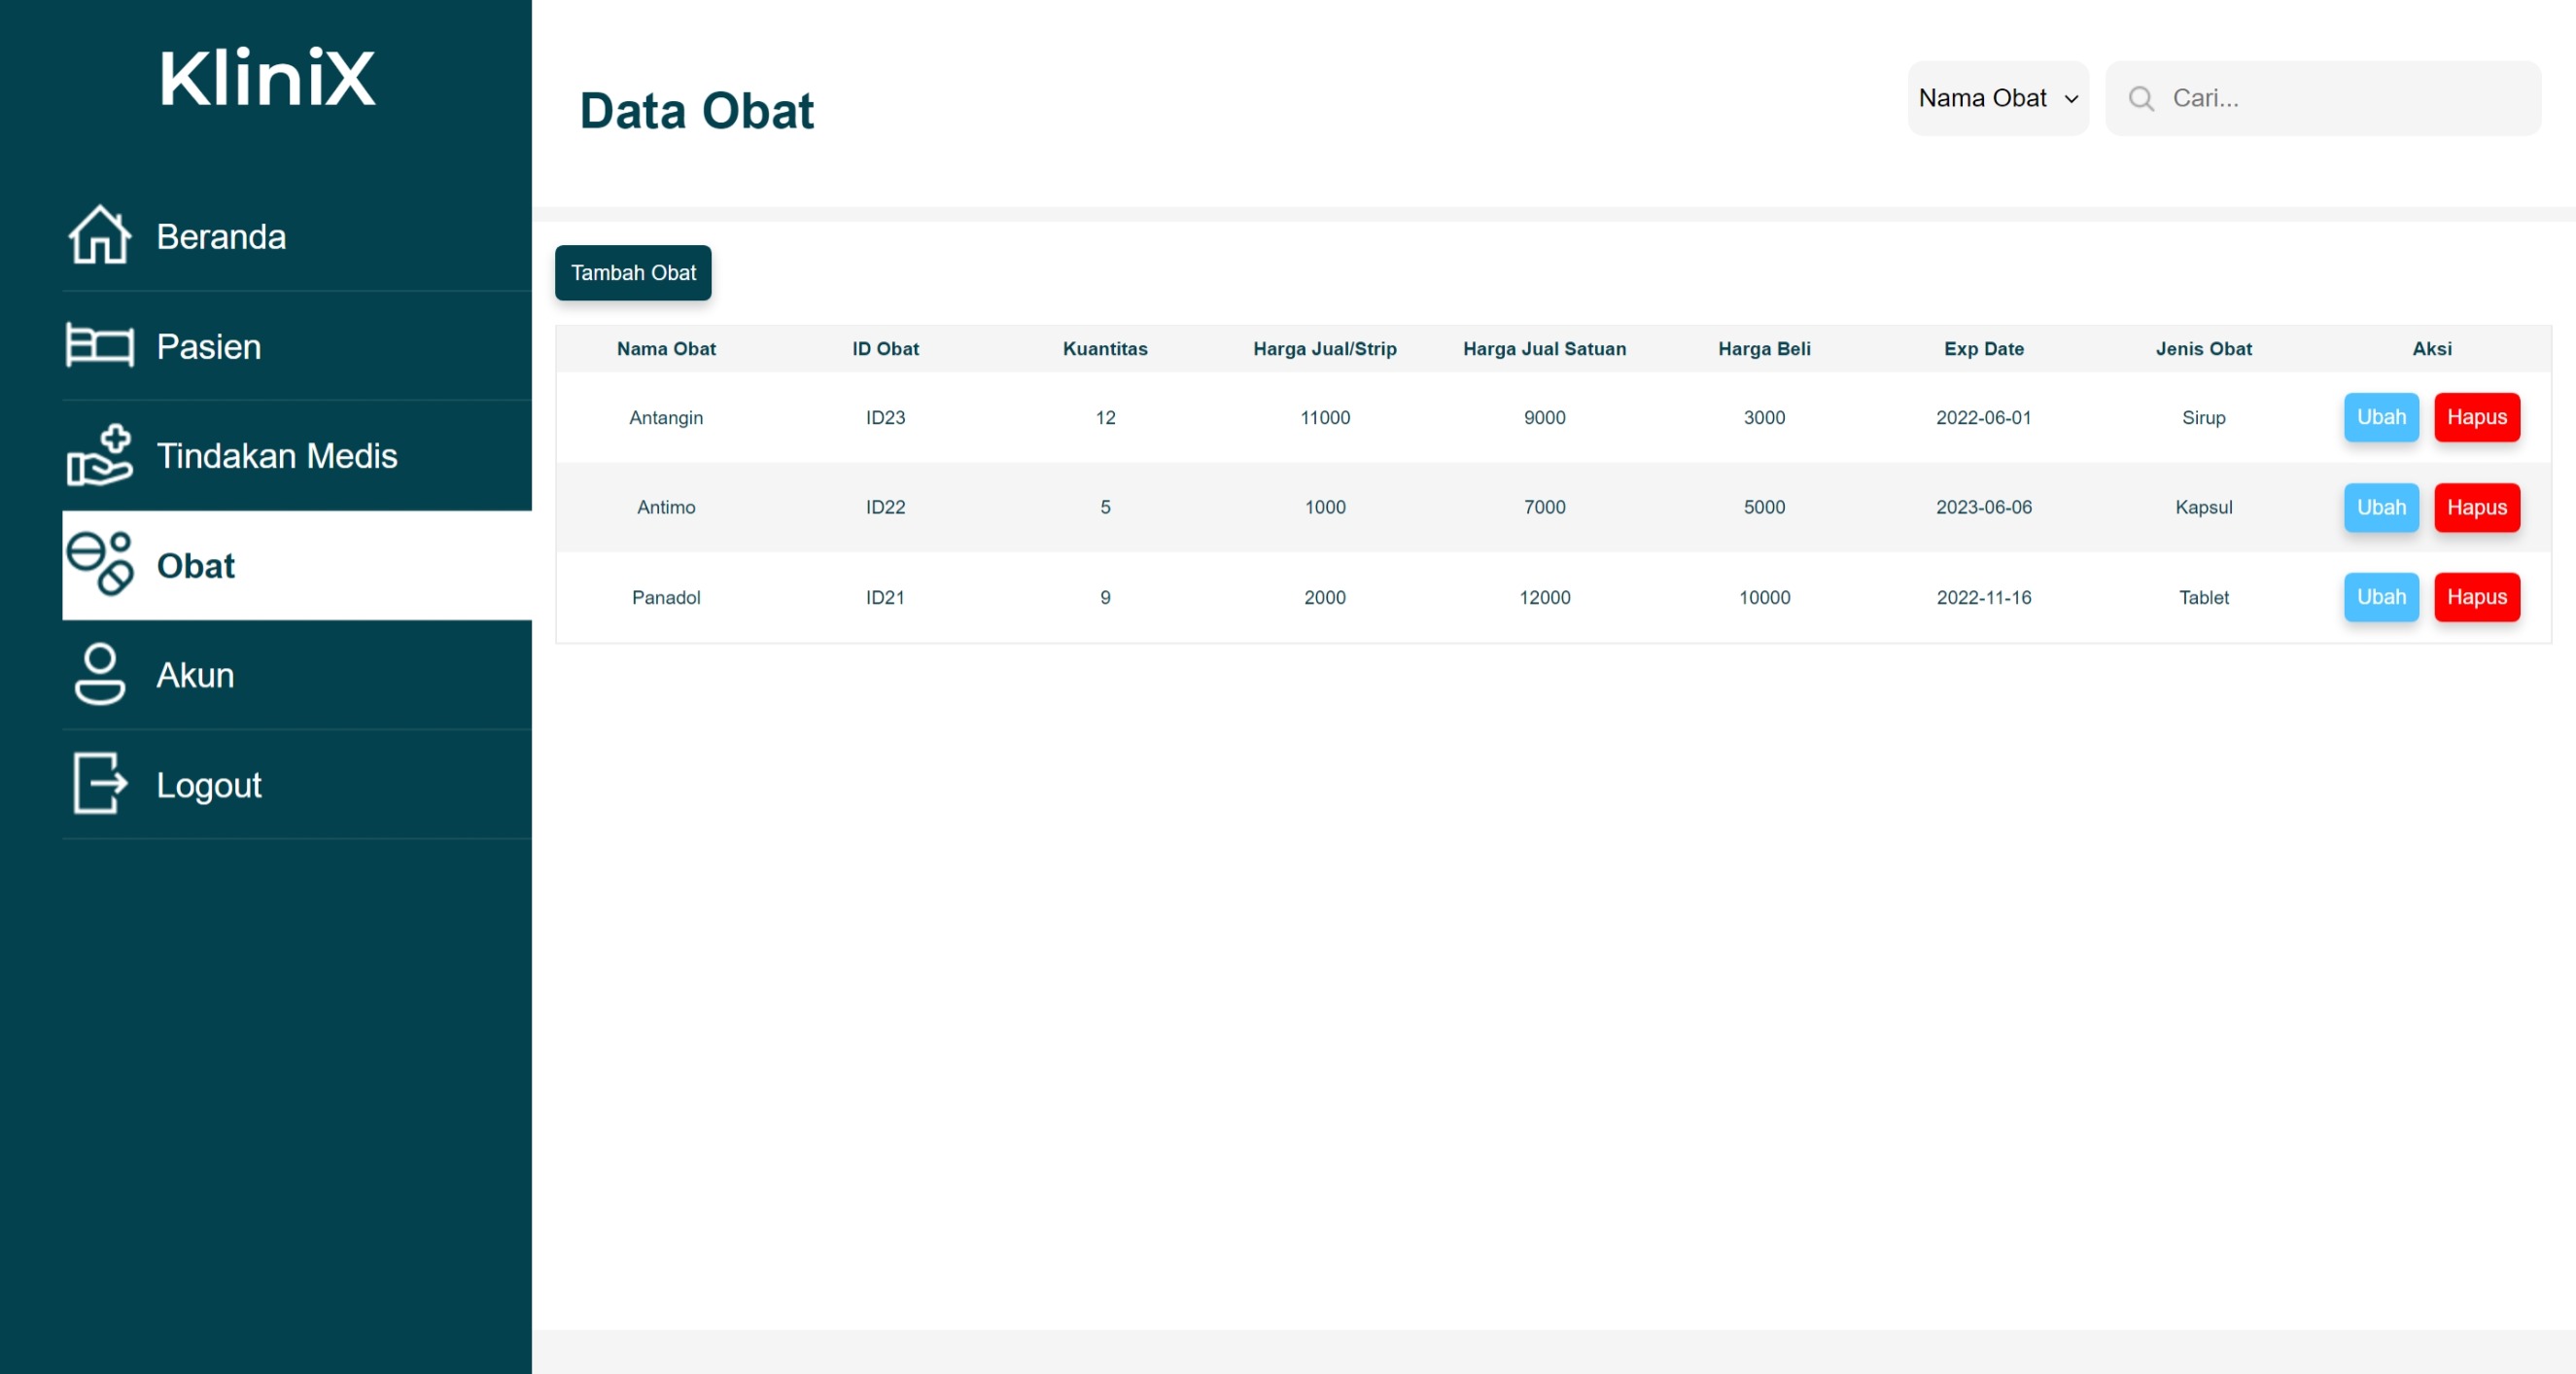 KliniX
Beranda
Pasien
Tindakan Medis
Obat
Akun
Logout
Data Obat
Nama Obat
Cari...
Tambah Obat
Nama Obat ID Obat Kuantitas Harga Jual/Strip Harga Jual Satuan Harga Beli Exp Date Jenis Obat Aksi
Antangin ID23 12 11000 9000 3000 2022-06-01 Sirup Ubah Hapus
Antimo ID22 5 1000 7000 5000 2023-06-06 Kapsul Ubah Hapus
Panadol ID21 9 2000 12000 10000 2022-11-16 Tablet Ubah Hapus